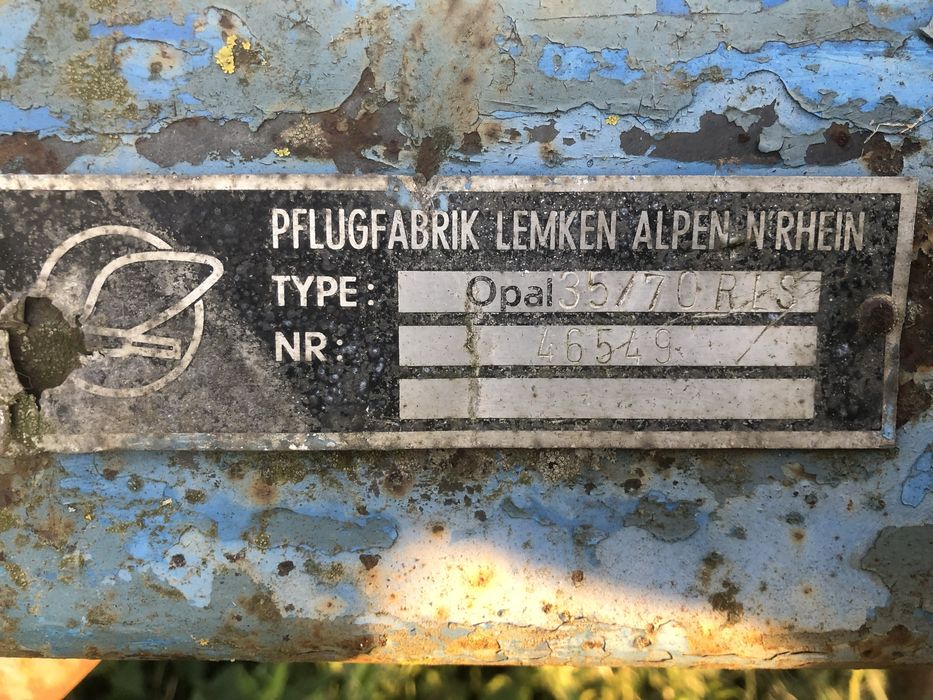 PFLUGFABRIK LEMKEN ALPEN N'RHEIN
TYPE: Opal 35/70 RLS
NR: 46549